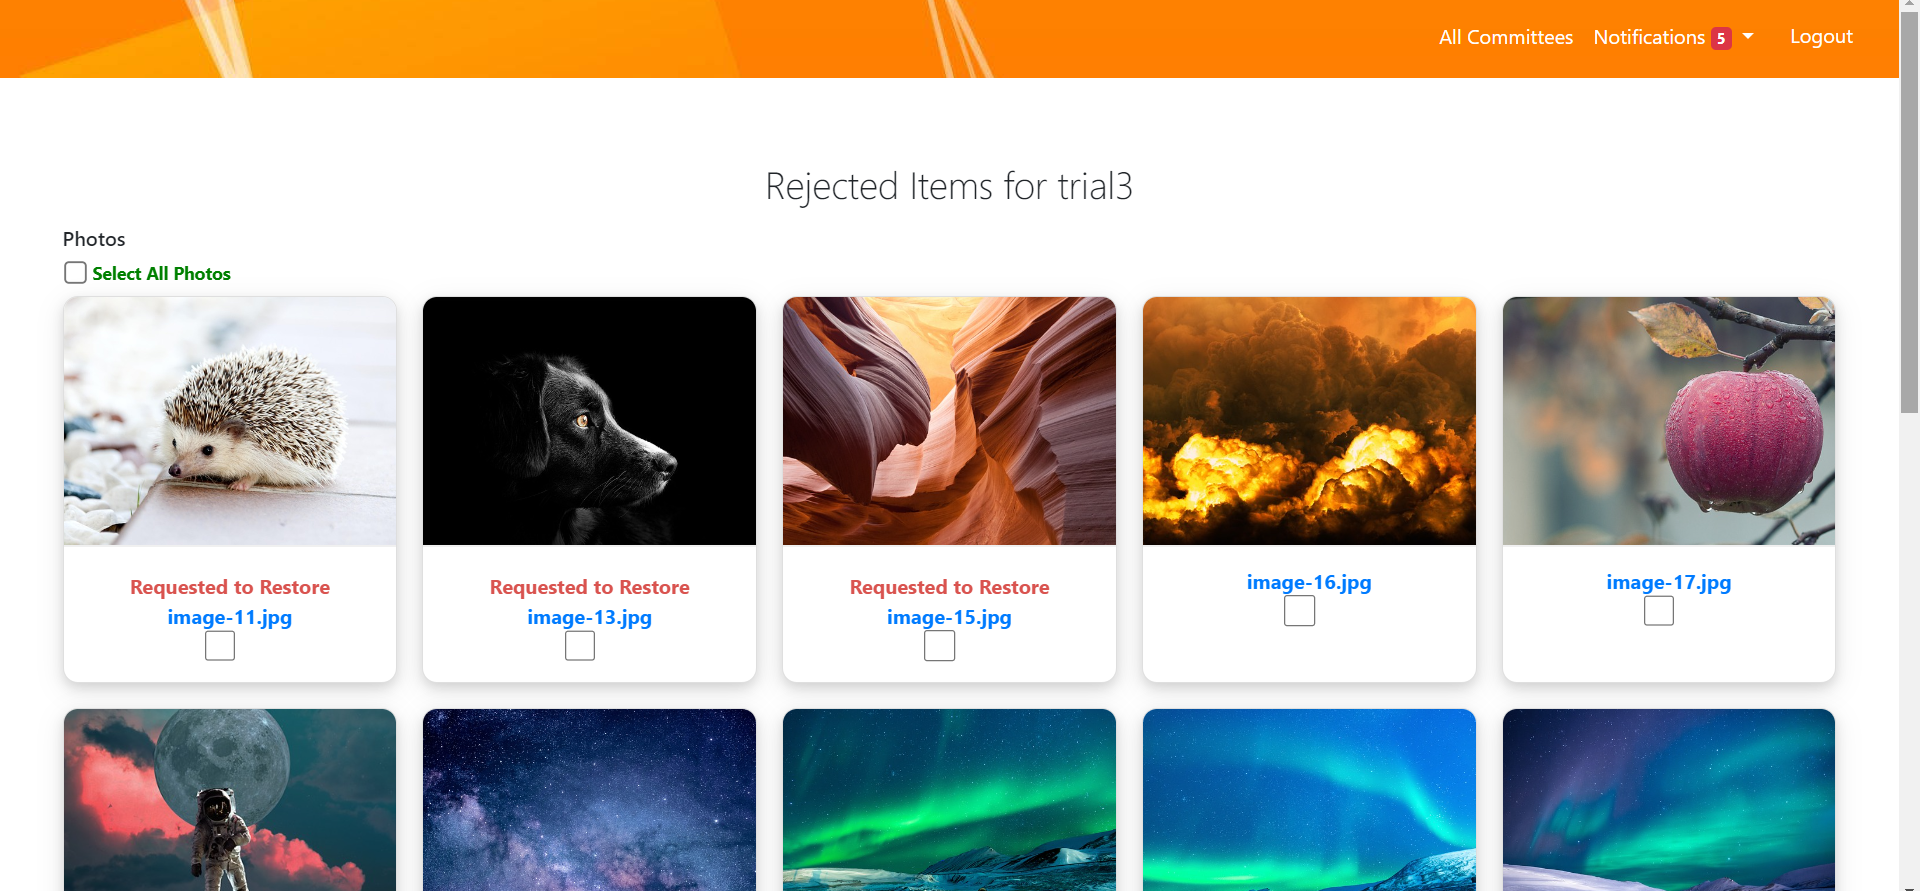 All Committees Notifications 5 Logout
Rejected Items for trial3
Photos
Select All Photos
Requested to Restore
image-11.jpg
Requested to Restore
image-13.jpg
Requested to Restore
image-15.jpg
image-16.jpg
image-17.jpg